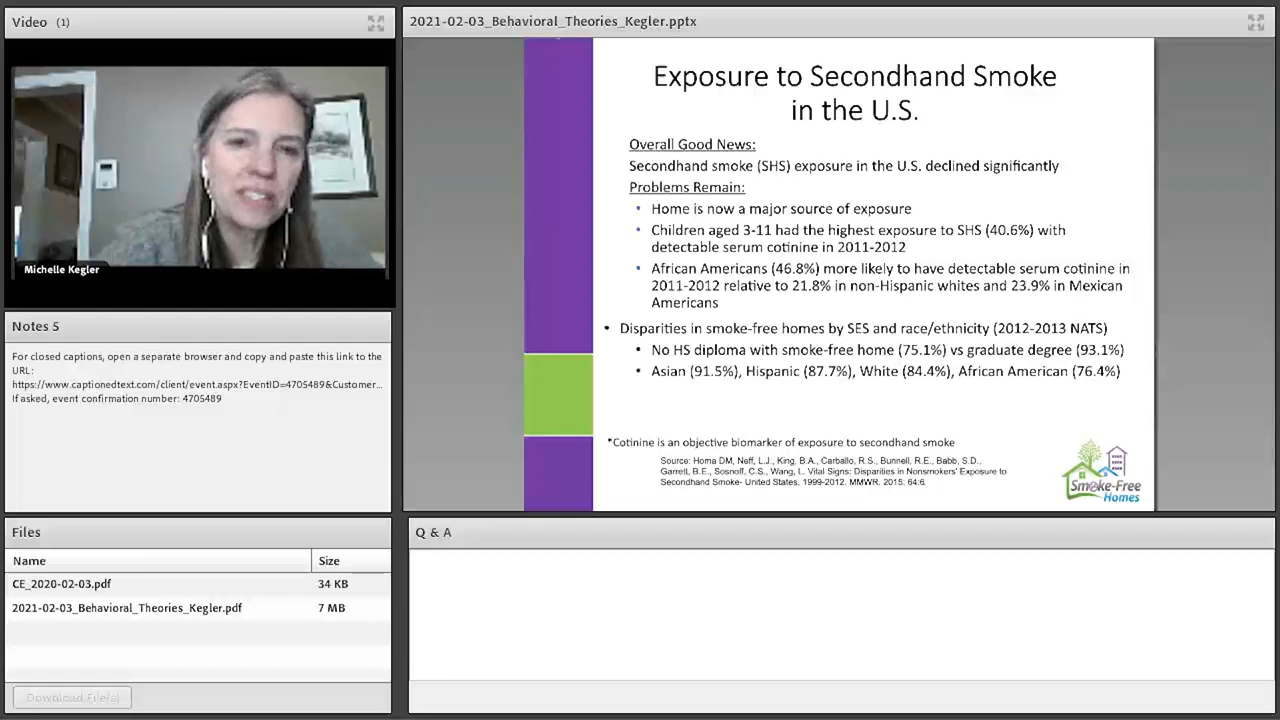 Video (1)
Michelle Kegler
Notes 5
For closed captions, open a separate browser and copy and paste this link to the
URL:
https://www.captionedtext.com/client/event.aspx?EventID=4705489&Customer...
If asked, event confirmation number: 4705489
Files
Name Size
CE_2020-02-03.pdf 34 KB
2021-02-03_Behavioral_Theories_Kegler.pdf 7 MB
Download File(s)
2021-02-03_Behavioral_Theories_Kegler.pptx
Exposure to Secondhand Smoke
in the U.S.
Overall Good News:
Secondhand smoke (SHS) exposure in the U.S. declined significantly
Problems Remain:
• Home is now a major source of exposure
• Children aged 3-11 had the highest exposure to SHS (40.6%) with
detectable serum cotinine in 2011-2012
• African Americans (46.8%) more likely to have detectable serum cotinine in
2011-2012 relative to 21.8% in non-Hispanic whites and 23.9% in Mexican
Americans
• Disparities in smoke-free homes by SES and race/ethnicity (2012-2013 NATS)
• No HS diploma with smoke-free home (75.1%) vs graduate degree (93.1%)
• Asian (91.5%), Hispanic (87.7%), White (84.4%), African American (76.4%)
*Cotinine is an objective biomarker of exposure to secondhand smoke
Source: Homa DM, Neff, L.J., King, B.A., Caraballo, R.S., Bunnell, R.E., Babb, S.D.,
Garrett, B.E., Sosnoff, C.S., Wang, L. Vital Signs: Disparities in Nonsmokers' Exposure to
Secondhand Smoke- United States, 1999-2012. MMWR. 2015; 64:6.
Smoke-Free
Homes
Q & A